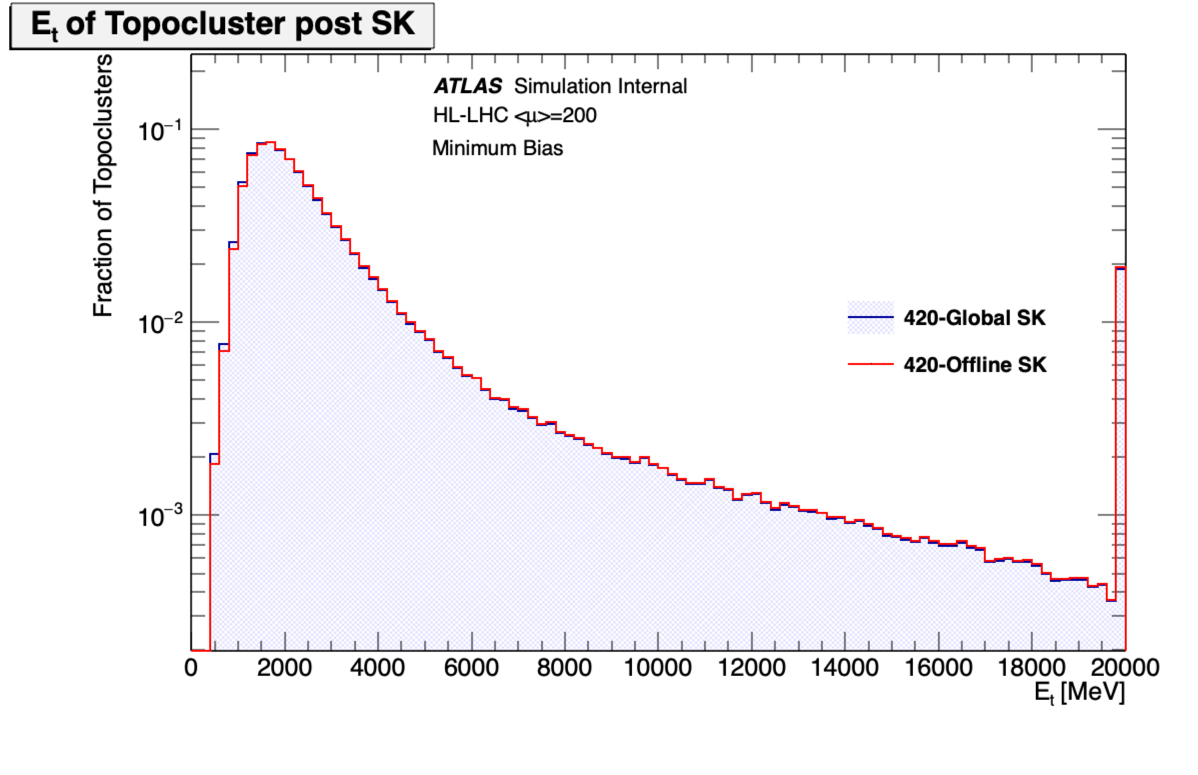 E_t of Topocluster post SK
Fraction of Topoclusters
ATLAS Simulation Internal
HL-LHC <μ>=200
Minimum Bias
10⁻¹
10⁻²
10⁻³
420-Global SK
420-Offline SK
0 2000 4000 6000 8000 10000 12000 14000 16000 18000 20000
E_t [MeV]